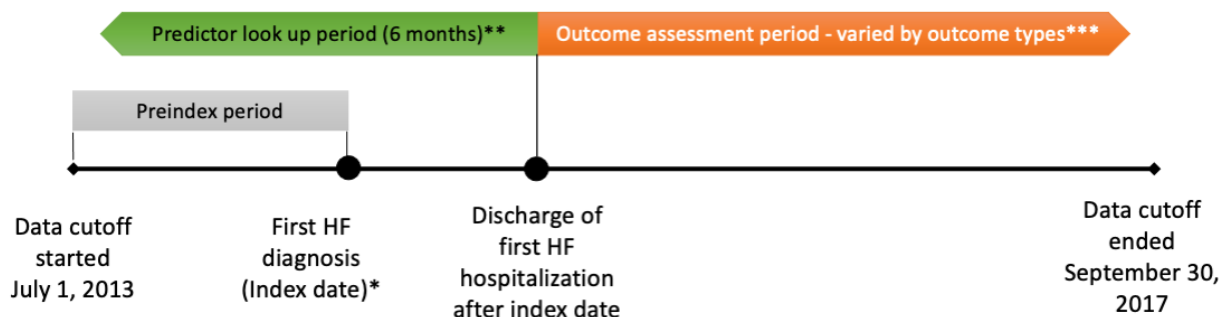 Predictor look up period (6 months)**
Outcome assessment period - varied by outcome types***
Preindex period
Data cutoff
started
July 1, 2013
First HF
diagnosis
(Index date)*
Discharge of
first HF
hospitalization
after index date
Data cutoff
ended
September 30,
2017